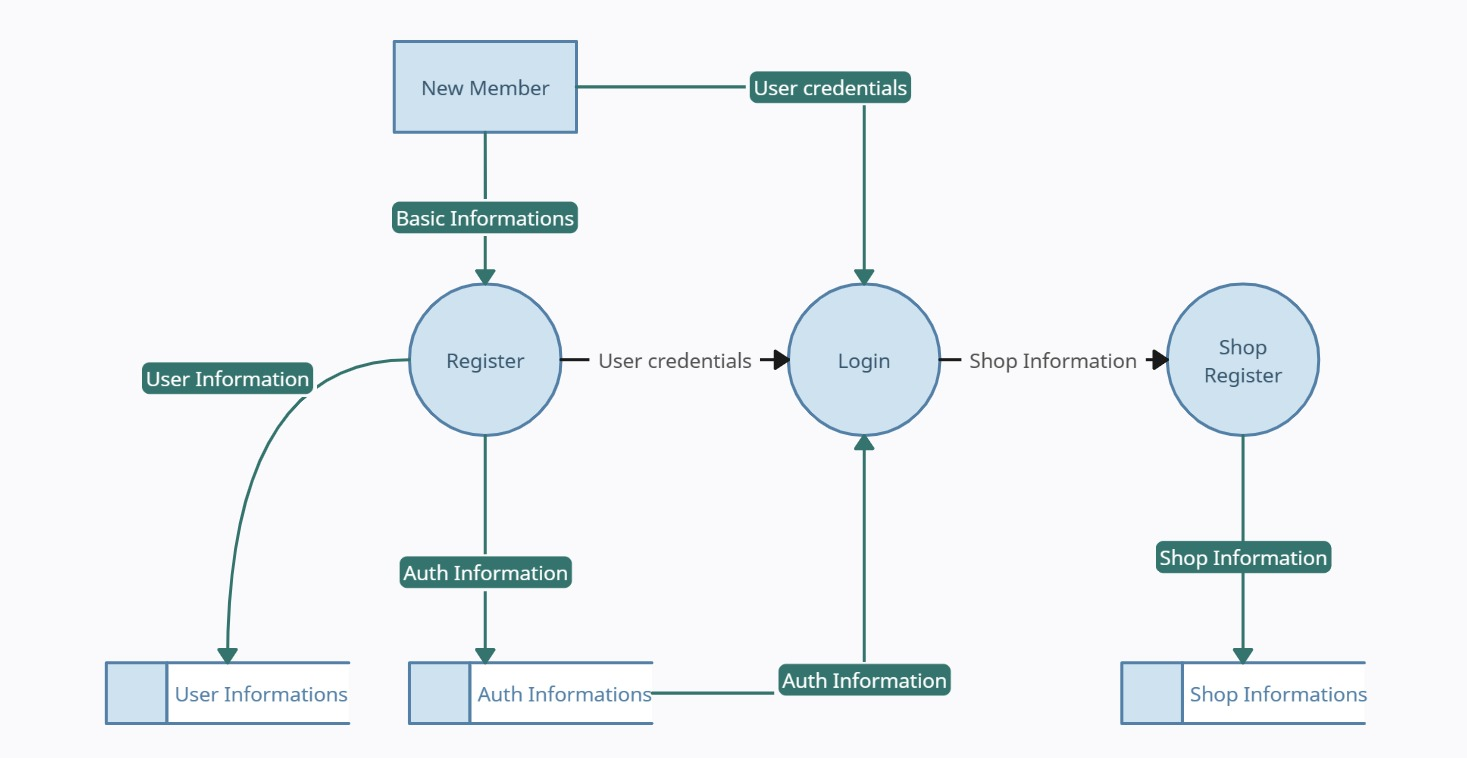 New Member
User credentials
Basic Informations
Register
User credentials
Login
Shop Information
Shop
Register
User Information
Auth Information
Shop Information
Auth Information
User Informations
Auth Informations
Shop Informations